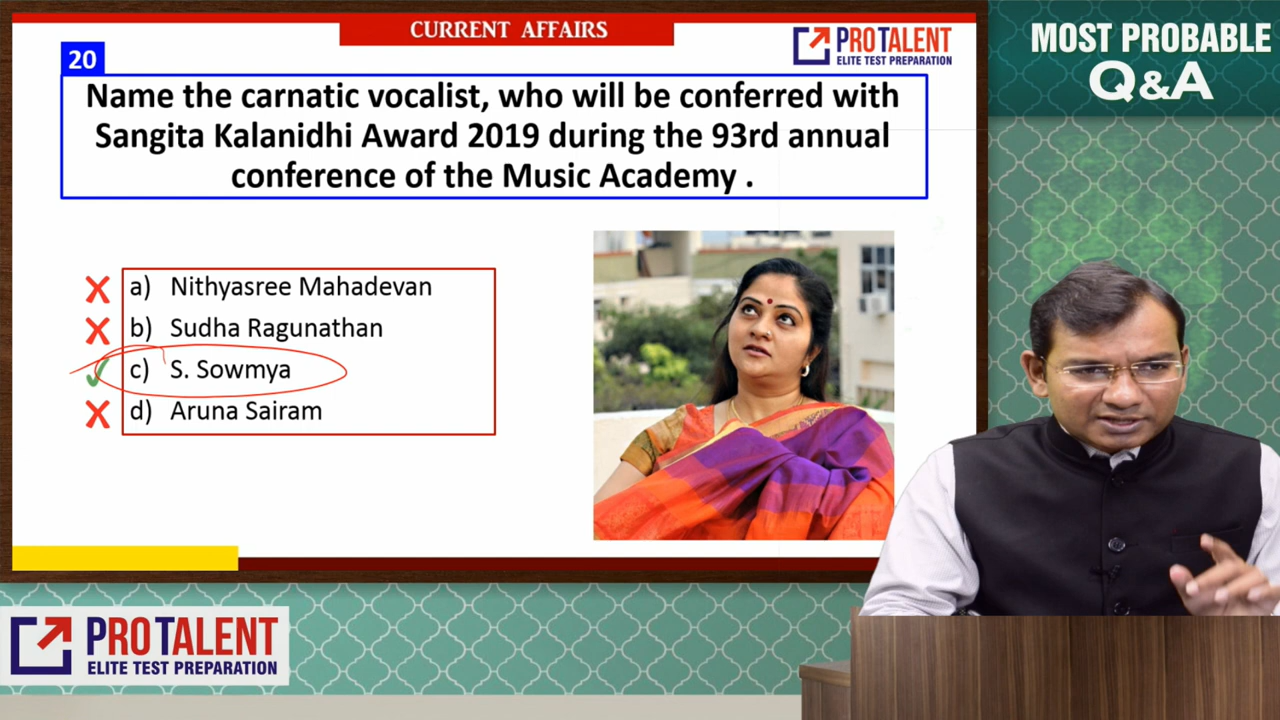 CURRENT AFFAIRS
PROTALENT
ELITE TEST PREPARATION
MOST PROBABLE
Q&A
20
Name the carnatic vocalist, who will be conferred with
Sangita Kalanidhi Award 2019 during the 93rd annual
conference of the Music Academy .
a) Nithyasree Mahadevan
b) Sudha Ragunathan
c) S. Sowmya
d) Aruna Sairam
PROTALENT
ELITE TEST PREPARATION